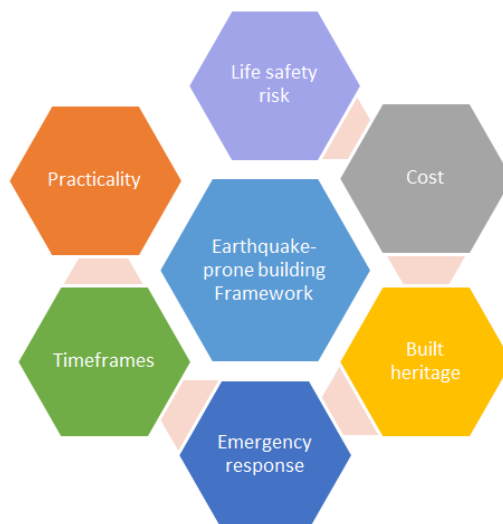 Life safety
risk
Practicality
Cost
Earthquake-
prone building
Framework
Timeframes
Built
heritage
Emergency
response